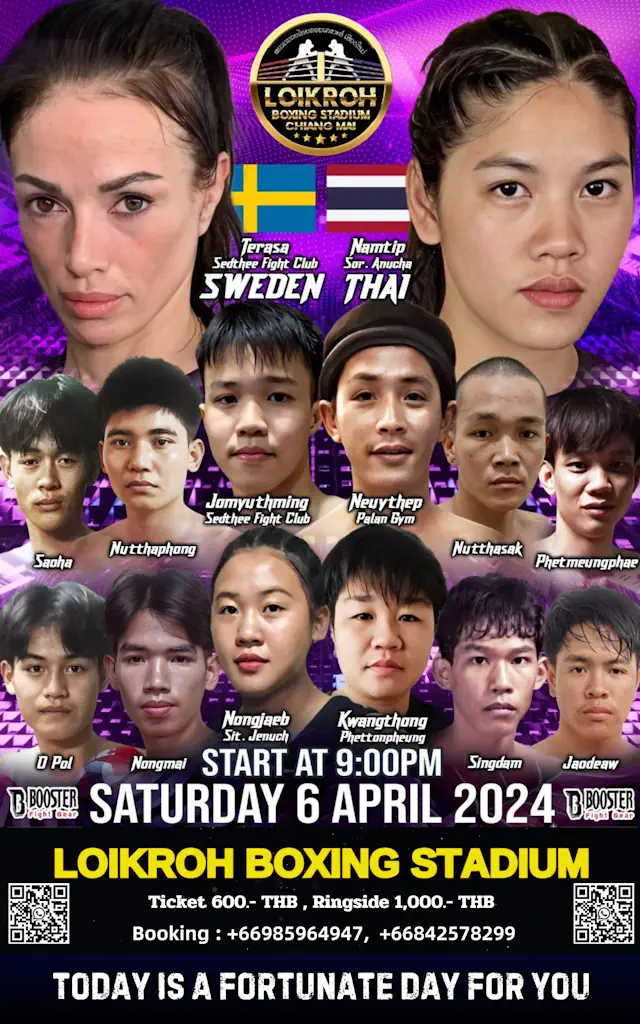 LOIKROH
BOXING STADIUM
CHIANG MAI
Terasa
Sedthee Fight Club
SWEDEN
Namtip
Sor. Anucha
THAI
Saoha
Nutthaphong
Jomyuthming
Sedthee Fight Club
Neuythep
Palan Gym
Nutthasak
Phetmeungphae
O Pol
Nongmai
Nongjaeb
Sit. Jenuch
Kwangthong
Phettonpheung
Singdam
Jaodeaw
START AT 9:00PM
BOOSTER
Fight Gear
SATURDAY 6 APRIL 2024
BOOSTER
Fight Gear
LOIKROH BOXING STADIUM
Ticket 600.- THB , Ringside 1,000.- THB
Booking : +66985964947, +66842578299
TODAY IS A FORTUNATE DAY FOR YOU